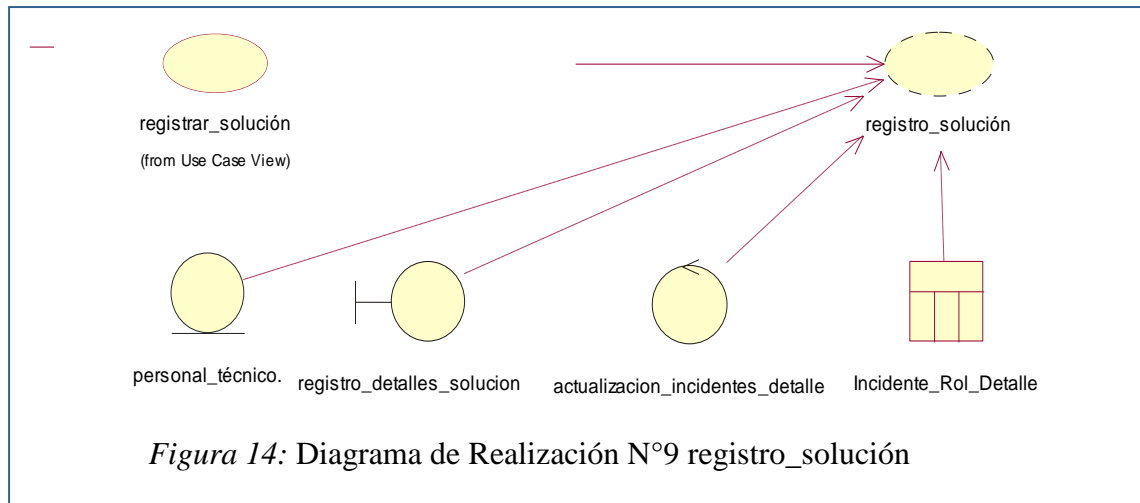 registrar_solución
(from Use Case View)
registro_solución
personal_técnico.
registro_detalles_solucion
actualizacion_incidentes_detalle
Incidente_Rol_Detalle
Figura 14: Diagrama de Realización N°9 registro_solución